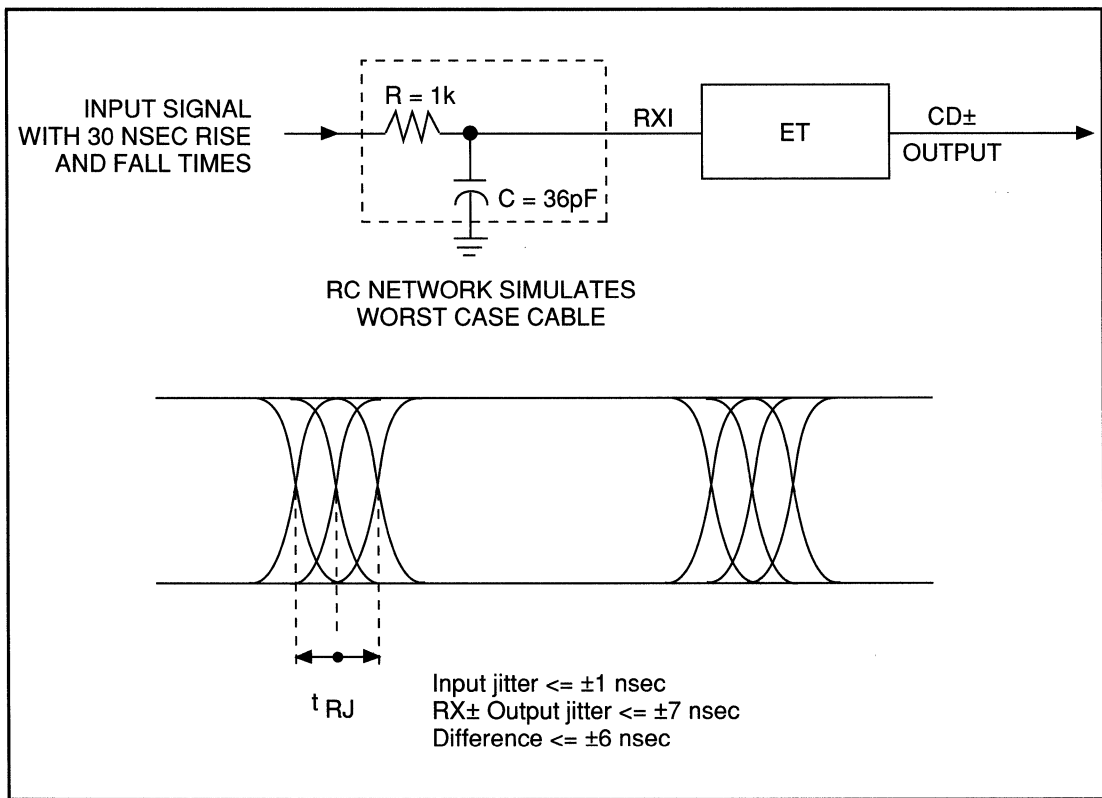 INPUT SIGNAL
WITH 30 NSEC RISE
AND FALL TIMES
R = 1k
C = 36pF
RXI
ET
CD±
OUTPUT
RC NETWORK SIMULATES
WORST CASE CABLE
t RJ
Input jitter <= ±1 nsec
RX± Output jitter <= ±7 nsec
Difference <= ±6 nsec